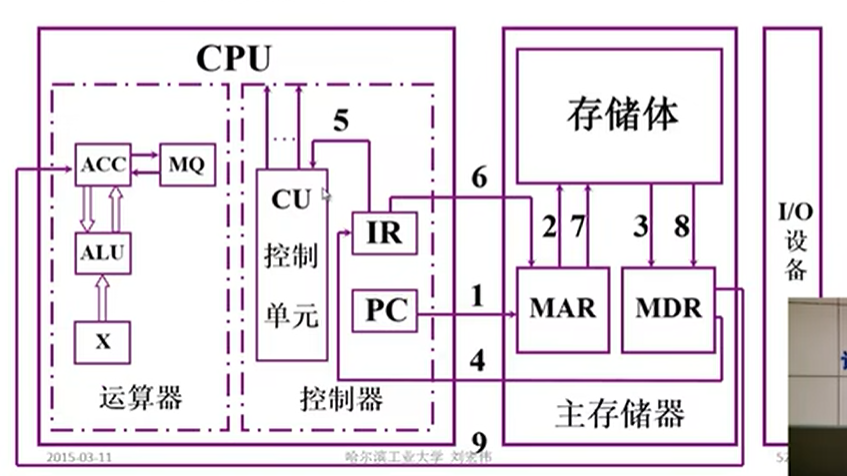 CPU
存储体
5
ACC
MQ
CU
控制
单元
6
IR
2
7
3
8
I/O
设
备
ALU
PC
1
MAR
MDR
X
4
运算器
控制器
主存储器
9
2015-03-11
哈尔滨工业大学 刘宏伟